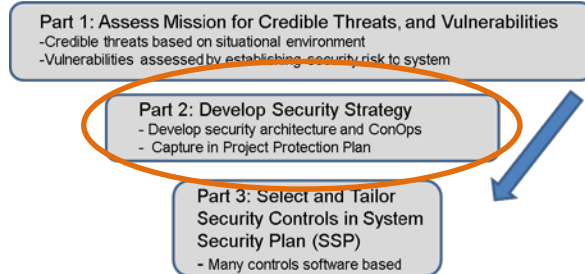 Part 1: Assess Mission for Credible Threats, and Vulnerabilities
-Credible threats based on situational environment
-Vulnerabilities assessed by establishing security risk to system
Part 2: Develop Security Strategy
- Develop security architecture and ConOps
- Capture in Project Protection Plan
Part 3: Select and Tailor
Security Controls in System
Security Plan (SSP)
- Many controls software based